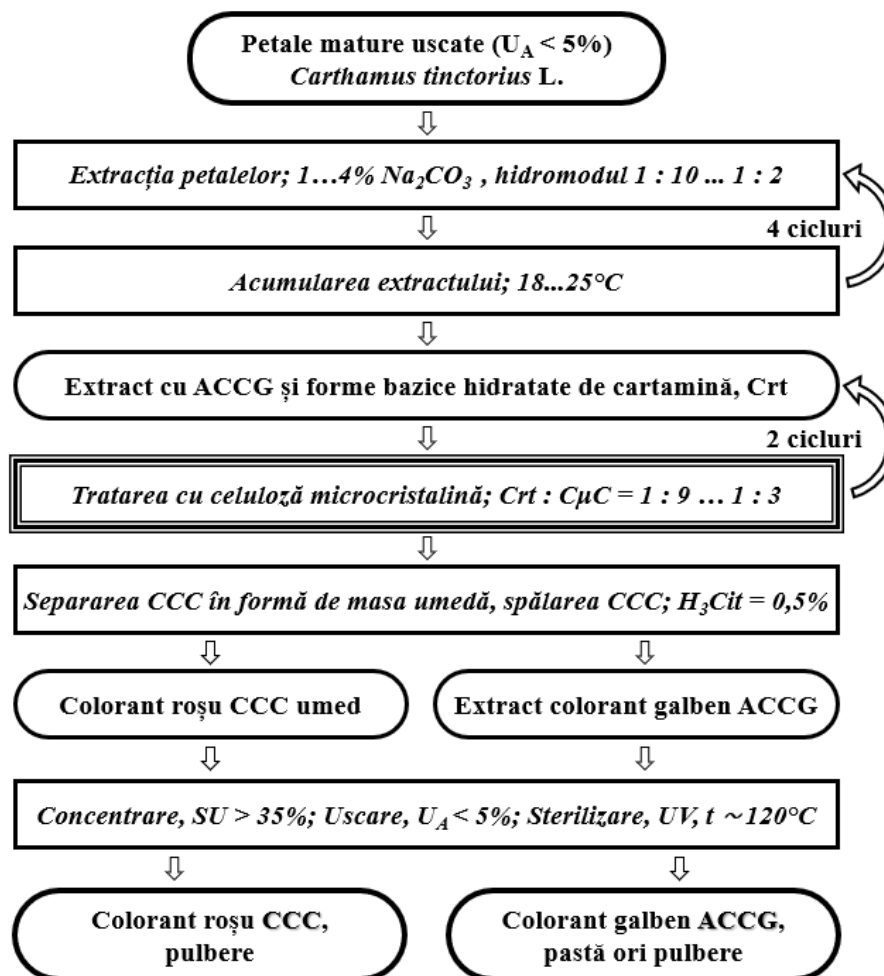 Petale mature uscate (U_A < 5%)
Carthamus tinctorius L.
Extracția petalelor; 1…4% Na₂CO₃ , hidromodul 1 : 10 ... 1 : 2
4 cicluri
Acumularea extractului; 18...25°C
Extract cu ACCG și forme bazice hidratate de cartamină, Crt
2 cicluri
Tratarea cu celuloză microcristalină; Crt : CμC = 1 : 9 … 1 : 3
Separarea CCC în formă de masa umedă, spălarea CCC; H₃Cit = 0,5%
Colorant roșu CCC umed
Extract colorant galben ACCG
Concentrare, SU > 35%; Uscare, U_A < 5%; Sterilizare, UV, t ~120°C
Colorant roșu CCC,
pulbere
Colorant galben ACCG,
pastă ori pulbere